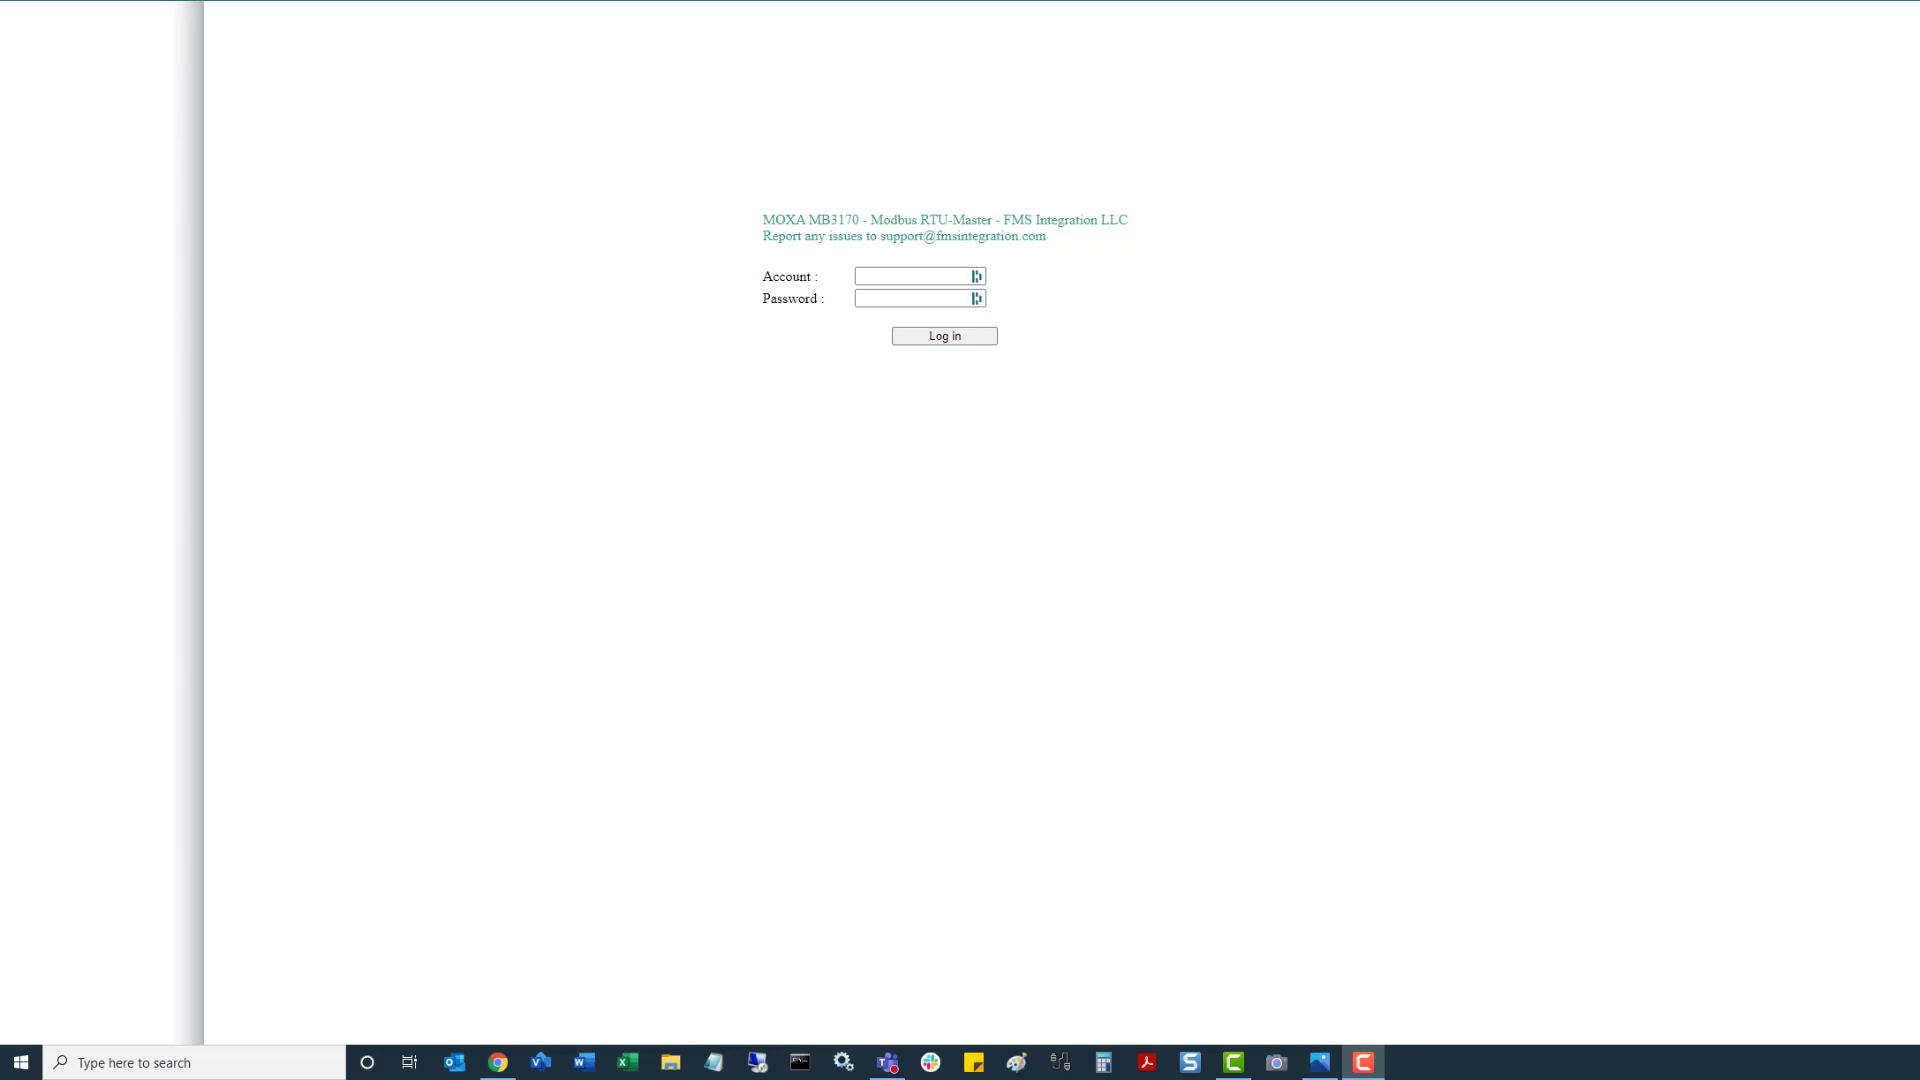 MOXA MB3170 - Modbus RTU-Master - FMS Integration LLC
Report any issues to support@fmsintegration.com
Account :
Password :
Log in
Type here to search